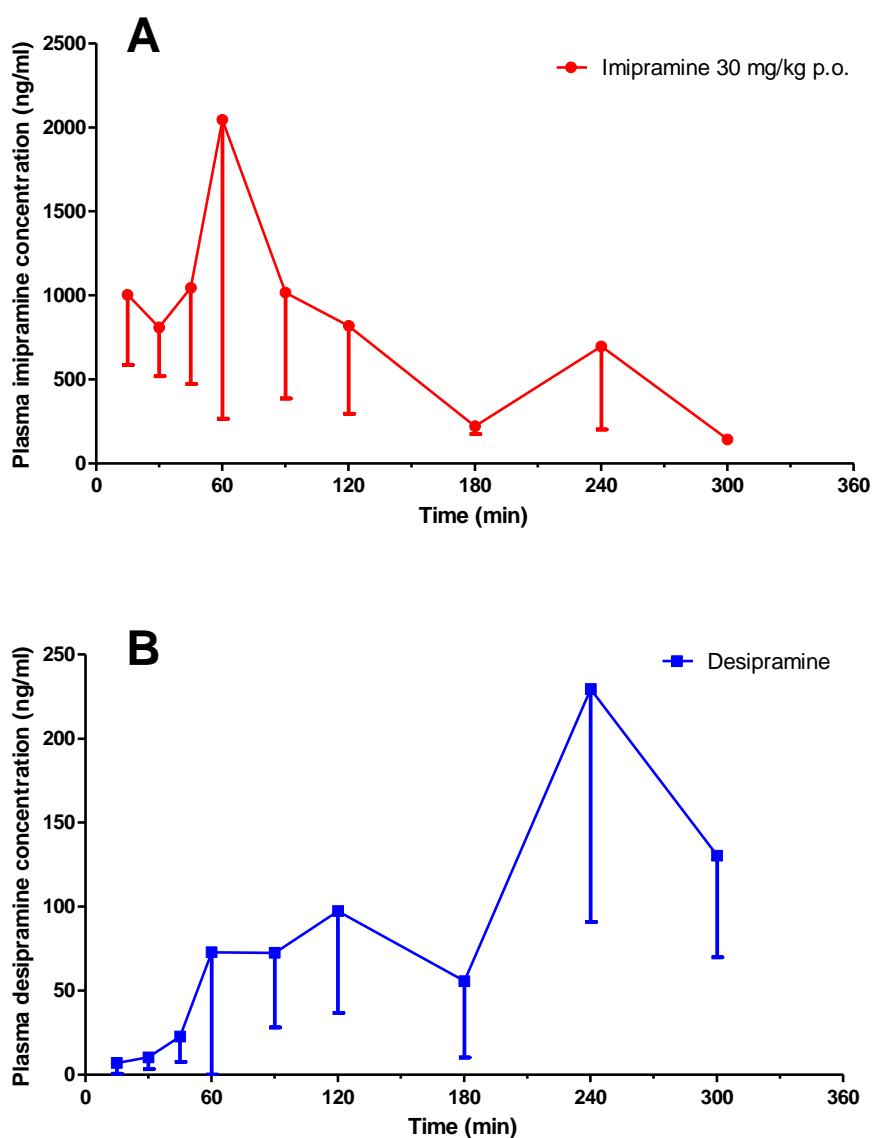 A
Imipramine 30 mg/kg p.o.
Plasma imipramine concentration (ng/ml)
2500
2000
1500
1000
500
0
0 60 120 180 240 300 360
Time (min)
B
Desipramine
Plasma desipramine concentration (ng/ml)
250
200
150
100
50
0
0 60 120 180 240 300 360
Time (min)